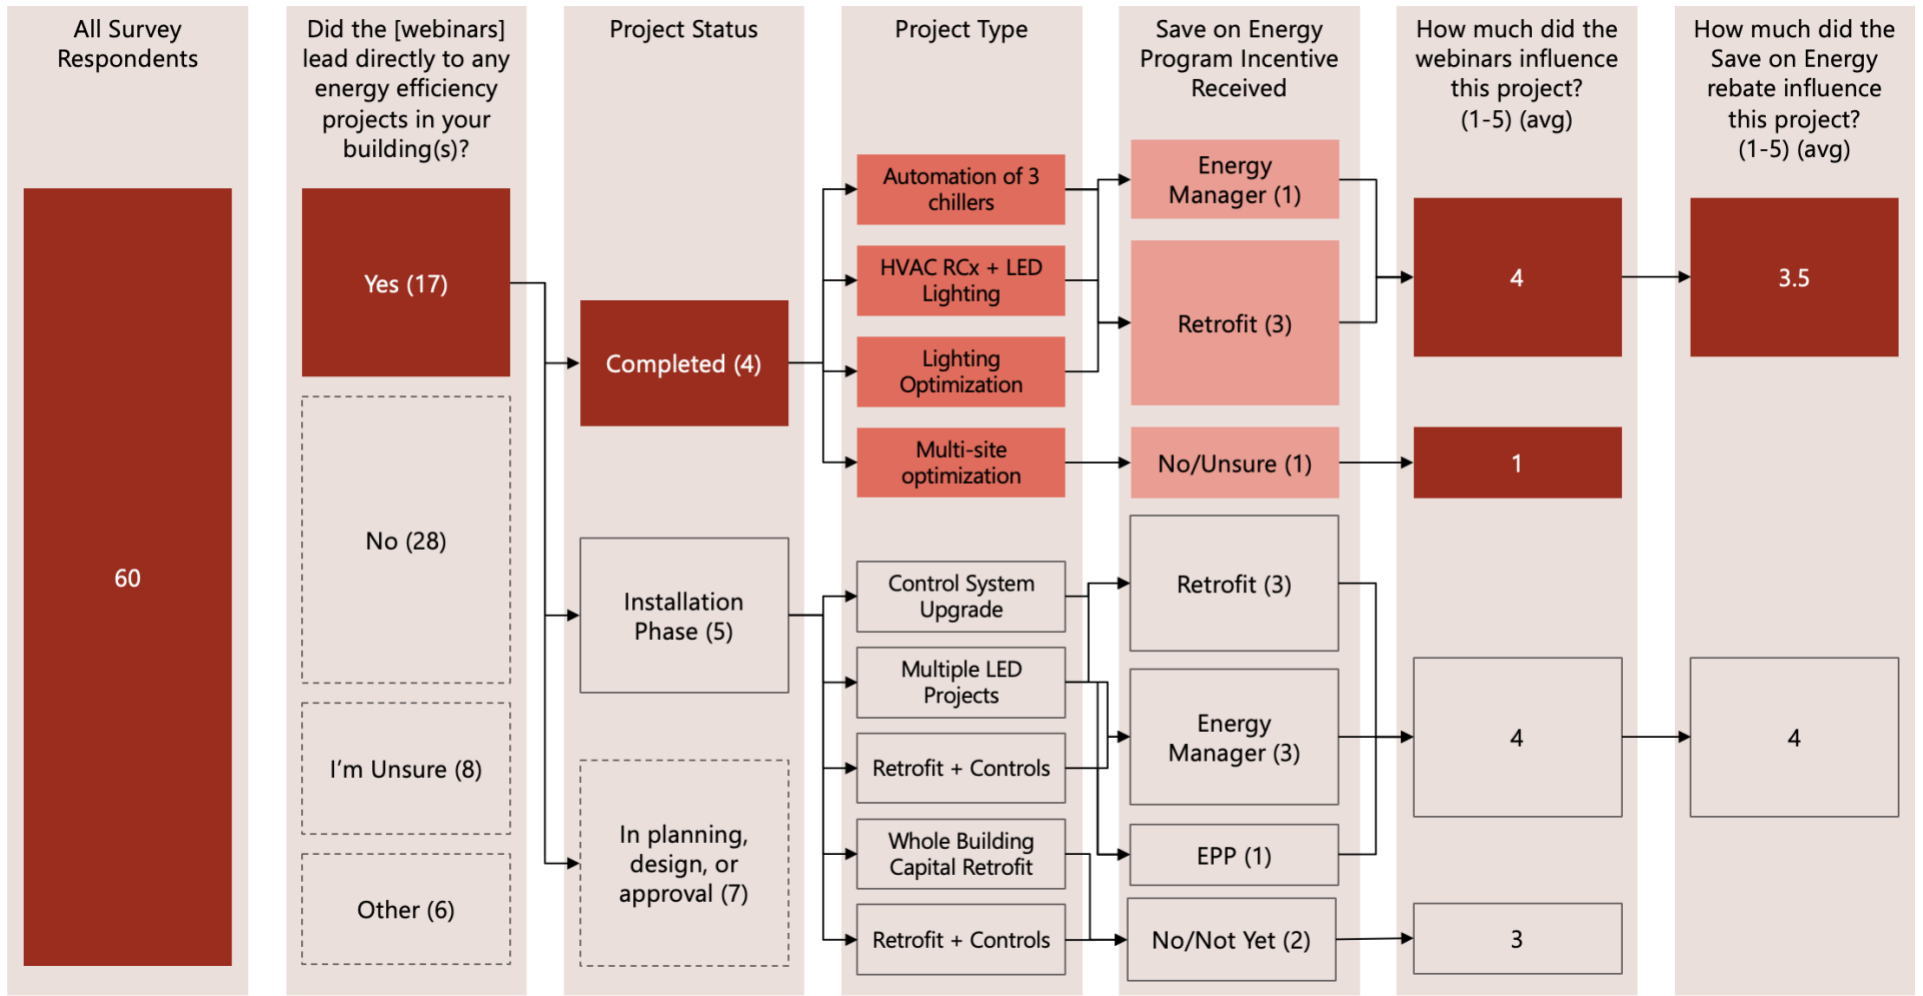 All Survey
Respondents
60
Did the [webinars]
lead directly to any
energy efficiency
projects in your
building(s)?
Yes (17)
No (28)
I’m Unsure (8)
Other (6)
Project Status
Completed (4)
Installation
Phase (5)
In planning,
design, or
approval (7)
Project Type
Automation of 3
chillers
HVAC RCx + LED
Lighting
Lighting
Optimization
Multi-site
optimization
Control System
Upgrade
Multiple LED
Projects
Retrofit + Controls
Whole Building
Capital Retrofit
Retrofit + Controls
Save on Energy
Program Incentive
Received
Energy
Manager (1)
Retrofit (3)
No/Unsure (1)
Retrofit (3)
Energy
Manager (3)
EPP (1)
No/Not Yet (2)
How much did the
webinars influence
this project?
(1-5) (avg)
4
1
4
3
How much did the
Save on Energy
rebate influence
this project?
(1-5) (avg)
3.5
4